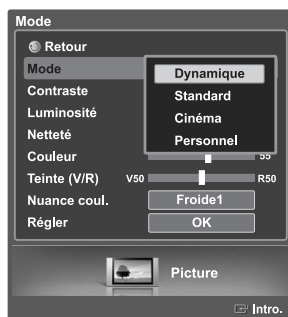 Mode
Retour
Mode
Dynamique
Contraste
Standard
Luminosité
Cinéma
Netteté
Personnel
Couleur 55
Teinte (V/R) V50 R50
Nuance coul. Froide1
Régler OK
Picture
Intro.